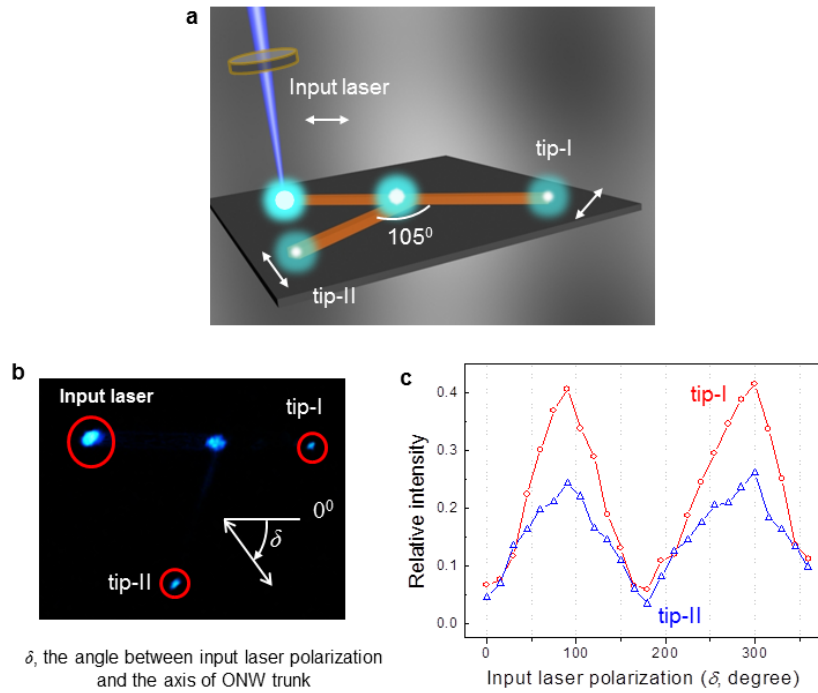 a
Input laser
tip-I
105⁰
tip-II
b
Input laser
tip-I
0⁰
δ
tip-II
δ, the angle between input laser polarization
and the axis of ONW trunk
c
0.4
0.3
0.2
0.1
0.0
Relative intensity
tip-I
tip-II
0
100
200
300
Input laser polarization (δ, degree)